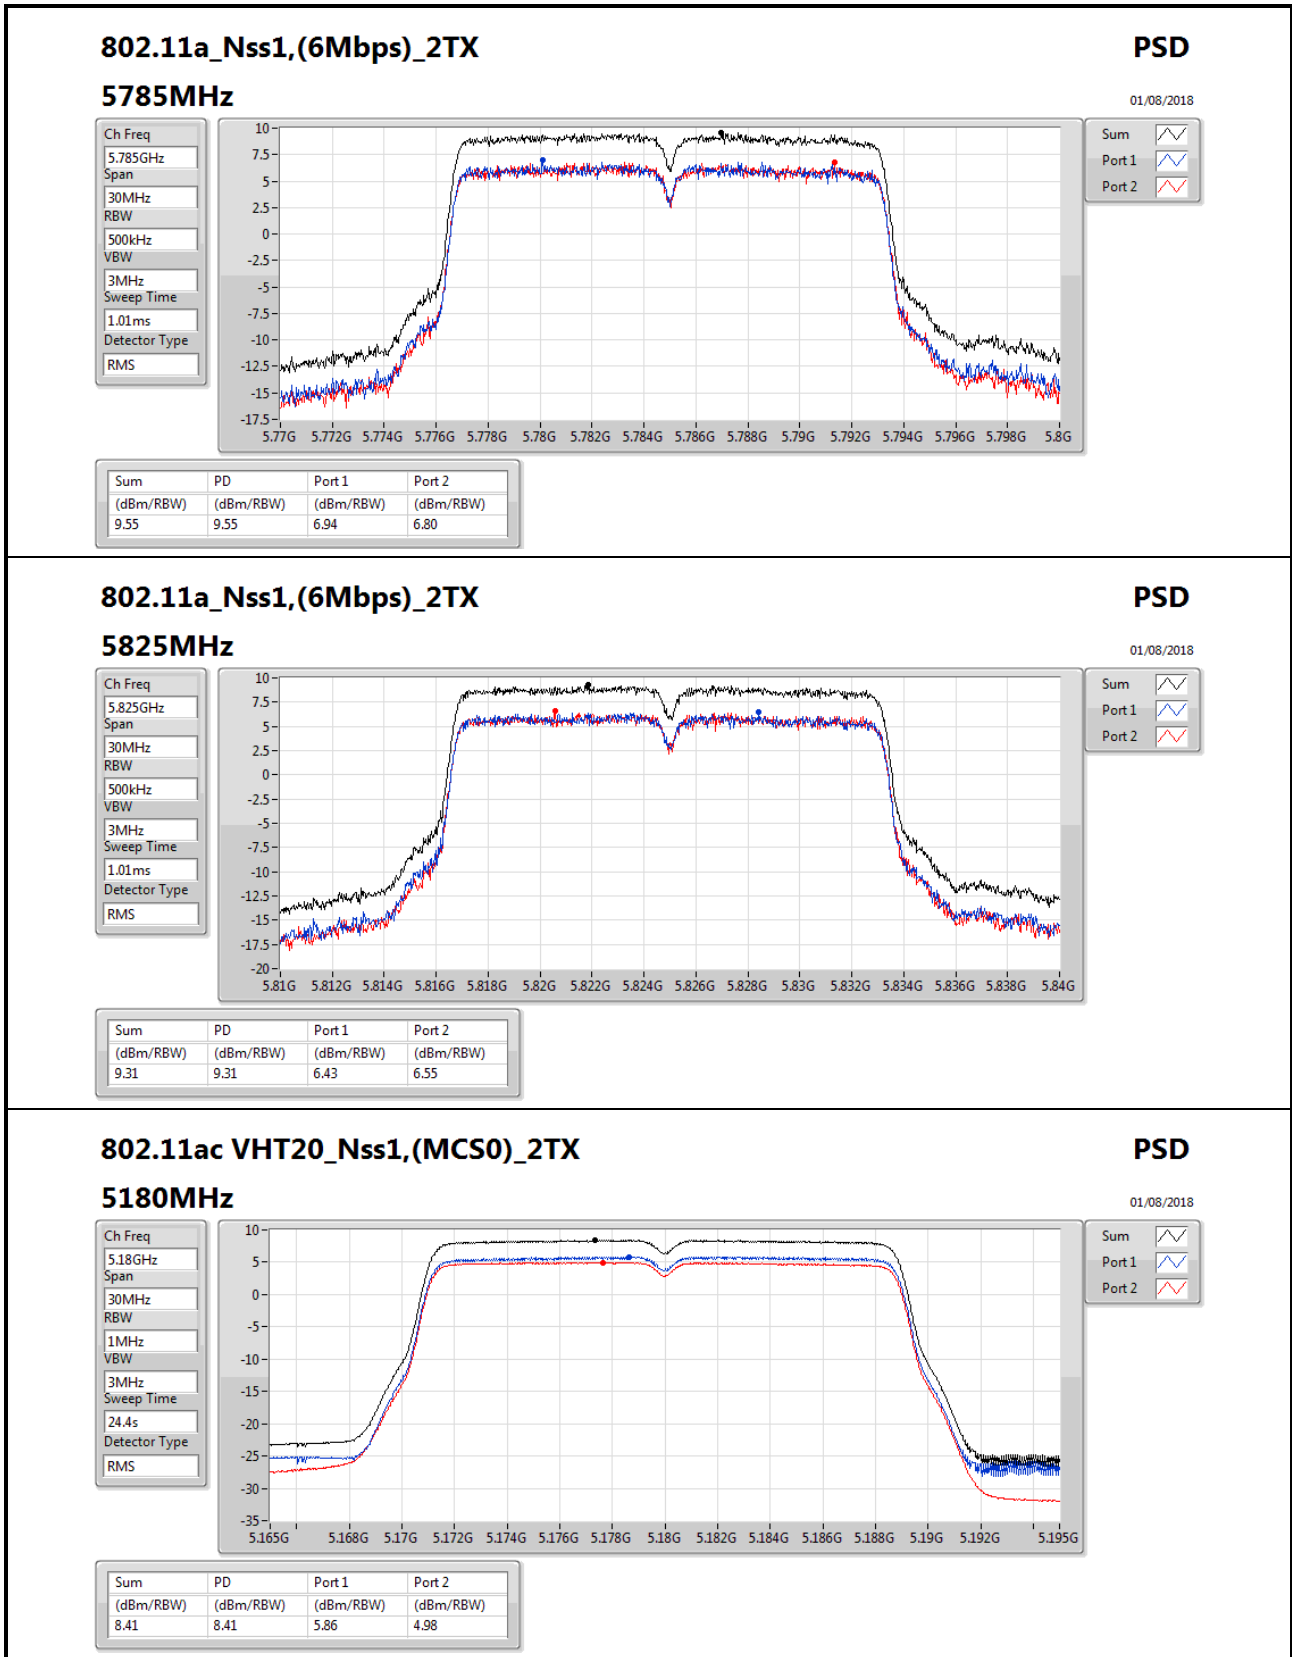 802.11a_Nss1,(6Mbps)_2TX PSD
5785MHz 01/08/2018
Ch Freq
5.785GHz
Span
30MHz
RBW
500kHz
VBW
3MHz
Sweep Time
1.01ms
Detector Type
RMS
10
7.5
5
2.5
0
-2.5
-5
-7.5
-10
-12.5
-15
-17.5
5.77G 5.772G 5.774G 5.776G 5.778G 5.78G 5.782G 5.784G 5.786G 5.788G 5.79G 5.792G 5.794G 5.796G 5.798G 5.8G
Sum
Port 1
Port 2
Sum PD Port 1 Port 2
(dBm/RBW) (dBm/RBW) (dBm/RBW) (dBm/RBW)
9.55 9.55 6.94 6.80
802.11a_Nss1,(6Mbps)_2TX PSD
5825MHz 01/08/2018
Ch Freq
5.825GHz
Span
30MHz
RBW
500kHz
VBW
3MHz
Sweep Time
1.01ms
Detector Type
RMS
10
7.5
5
2.5
0
-2.5
-5
-7.5
-10
-12.5
-15
-17.5
-20
5.81G 5.812G 5.814G 5.816G 5.818G 5.82G 5.822G 5.824G 5.826G 5.828G 5.83G 5.832G 5.834G 5.836G 5.838G 5.84G
Sum
Port 1
Port 2
Sum PD Port 1 Port 2
(dBm/RBW) (dBm/RBW) (dBm/RBW) (dBm/RBW)
9.31 9.31 6.43 6.55
802.11ac VHT20_Nss1,(MCS0)_2TX PSD
5180MHz 01/08/2018
Ch Freq
5.18GHz
Span
30MHz
RBW
1MHz
VBW
3MHz
Sweep Time
24.4s
Detector Type
RMS
10
5
0
-5
-10
-15
-20
-25
-30
-35
5.165G 5.168G 5.17G 5.172G 5.174G 5.176G 5.178G 5.18G 5.182G 5.184G 5.186G 5.188G 5.19G 5.192G 5.195G
Sum
Port 1
Port 2
Sum PD Port 1 Port 2
(dBm/RBW) (dBm/RBW) (dBm/RBW) (dBm/RBW)
8.41 8.41 5.86 4.98